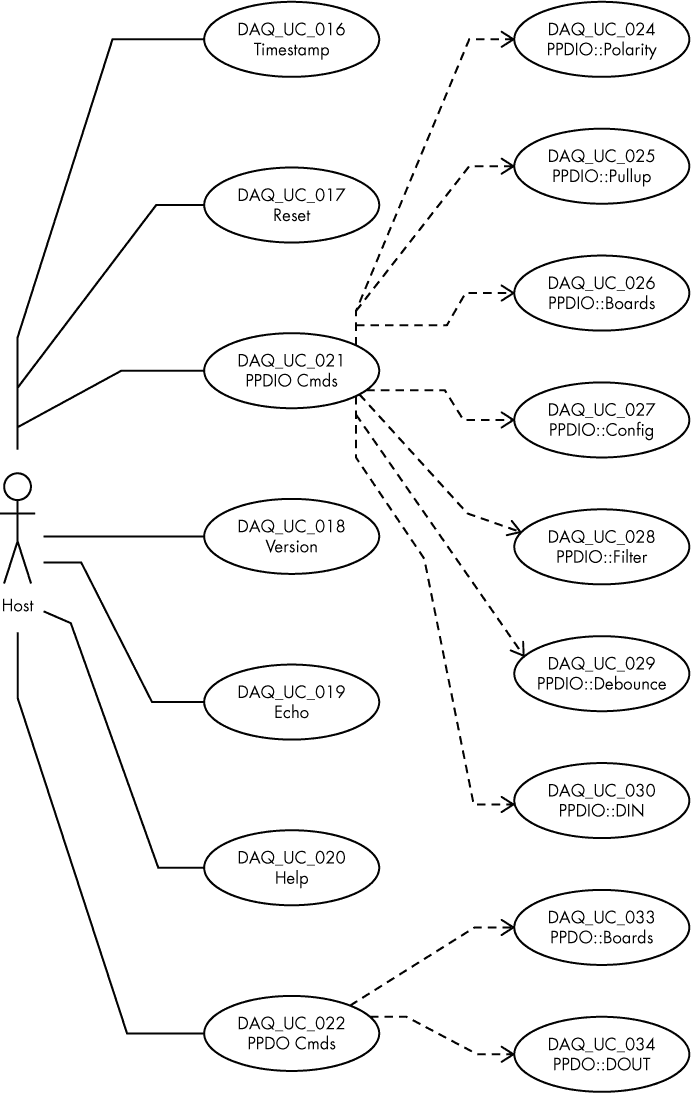 DAQ_UC_016
Timestamp
DAQ_UC_024
PPDIO::Polarity
DAQ_UC_025
PPDIO::Pullup
DAQ_UC_017
Reset
DAQ_UC_026
PPDIO::Boards
DAQ_UC_021
PPDIO Cmds
DAQ_UC_027
PPDIO::Config
DAQ_UC_018
Version
DAQ_UC_028
PPDIO::Filter
Host
DAQ_UC_029
PPDIO::Debounce
DAQ_UC_019
Echo
DAQ_UC_030
PPDIO::DIN
DAQ_UC_020
Help
DAQ_UC_033
PPDO::Boards
DAQ_UC_022
PPDO Cmds
DAQ_UC_034
PPDO::DOUT